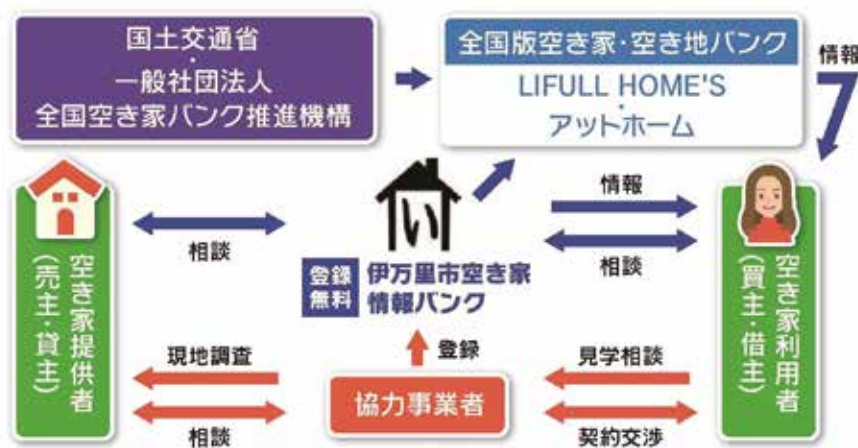 国土交通省
・
一般社団法人
全国空き家バンク推進機構
全国版空き家・空き地バンク
LIFULL HOME'S
・
アットホーム
情報
空き家提供者
(売主・貸主)
相談
い
登録
無料
伊万里市空き家
情報バンク
情報
相談
空き家利用者
(買主・借主)
登録
協力事業者
現地調査
相談
見学相談
契約交渉